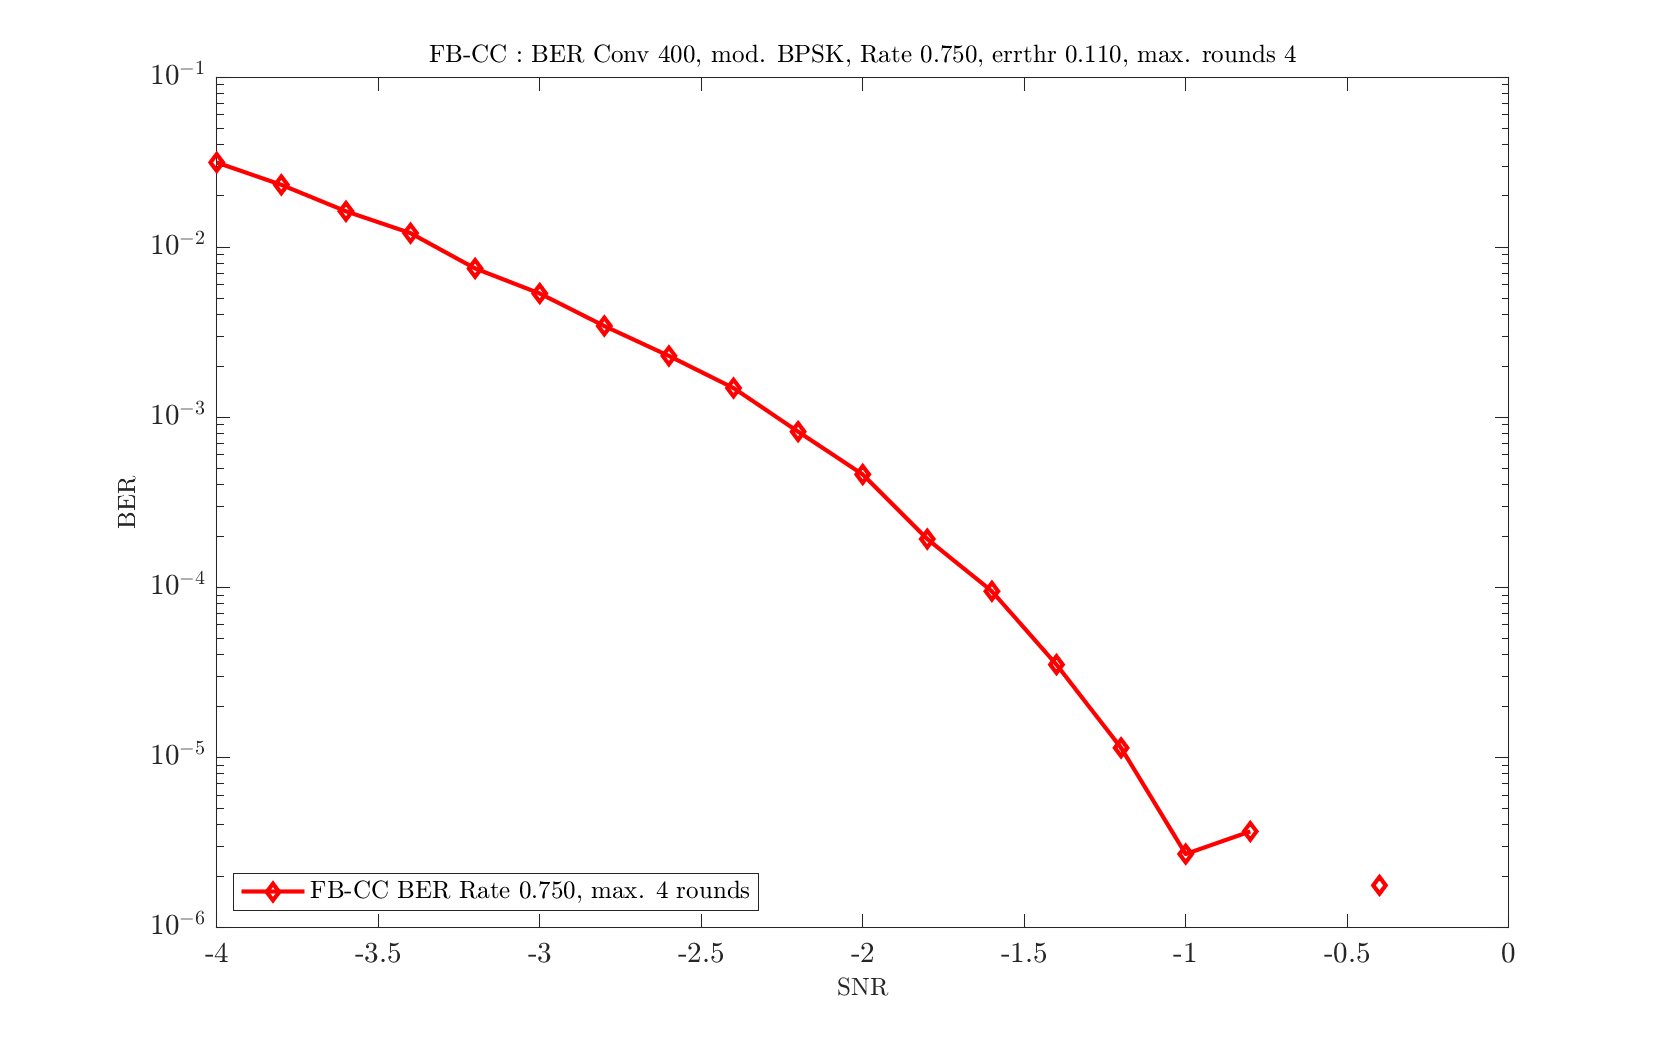 FB-CC : BER Conv 400, mod. BPSK, Rate 0.750, errthr 0.110, max. rounds 4
10⁻¹
10⁻²
10⁻³
10⁻⁴
10⁻⁵
10⁻⁶
BER
FB-CC BER Rate 0.750, max. 4 rounds
-4 -3.5 -3 -2.5 -2 -1.5 -1 -0.5 0
SNR